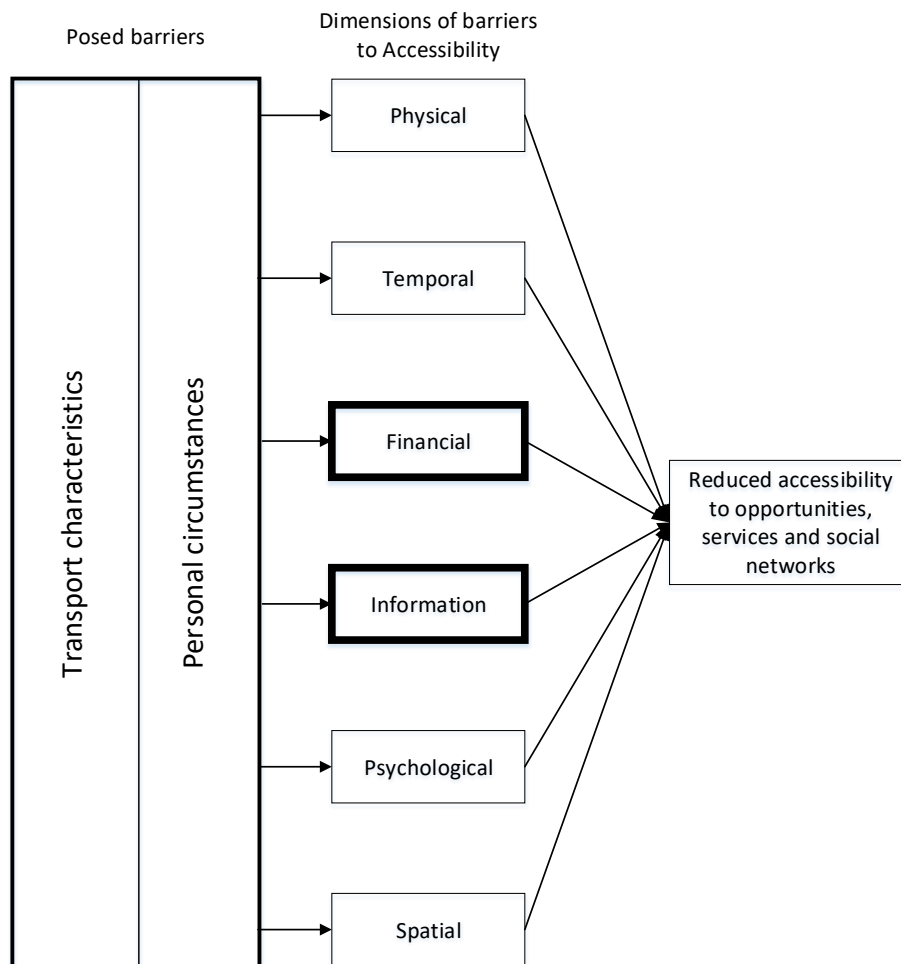 Posed barriers
Dimensions of barriers
to Accessibility
Transport characteristics
Personal circumstances
Physical
Temporal
Financial
Information
Psychological
Spatial
Reduced accessibility
to opportunities,
services and social
networks